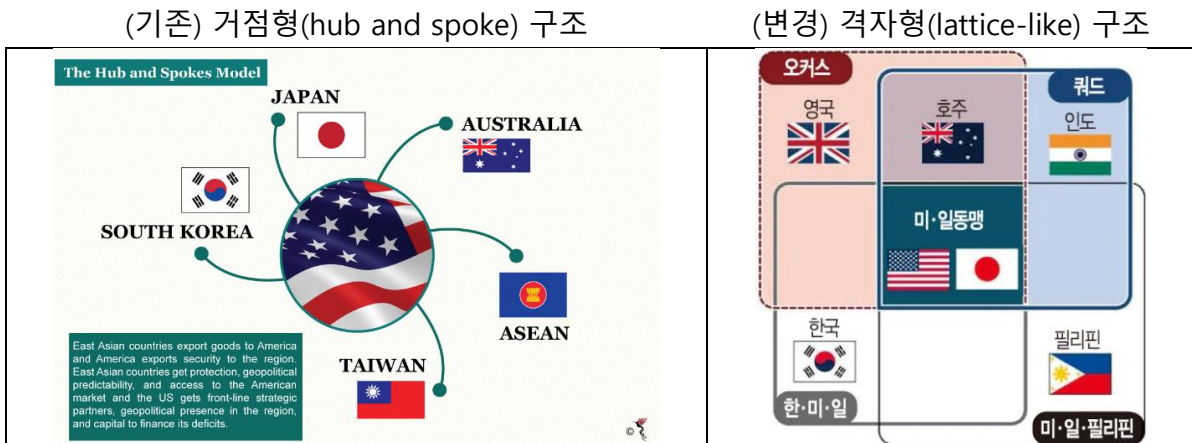 (기존) 거점형(hub and spoke) 구조
(변경) 격자형(lattice-like) 구조
The Hub and Spokes Model
JAPAN
AUSTRALIA
SOUTH KOREA
ASEAN
TAIWAN
East Asian countries export goods to America
and America exports security to the region.
East Asian countries get protection, geopolitical
predictability, and access to the American
market and the US gets front-line strategic
partners, geopolitical presence in the region,
and capital to finance its deficits.
©
오커스
쿼드
영국
호주
인도
미·일동맹
한국
필리핀
한·미·일
미·일·필리핀